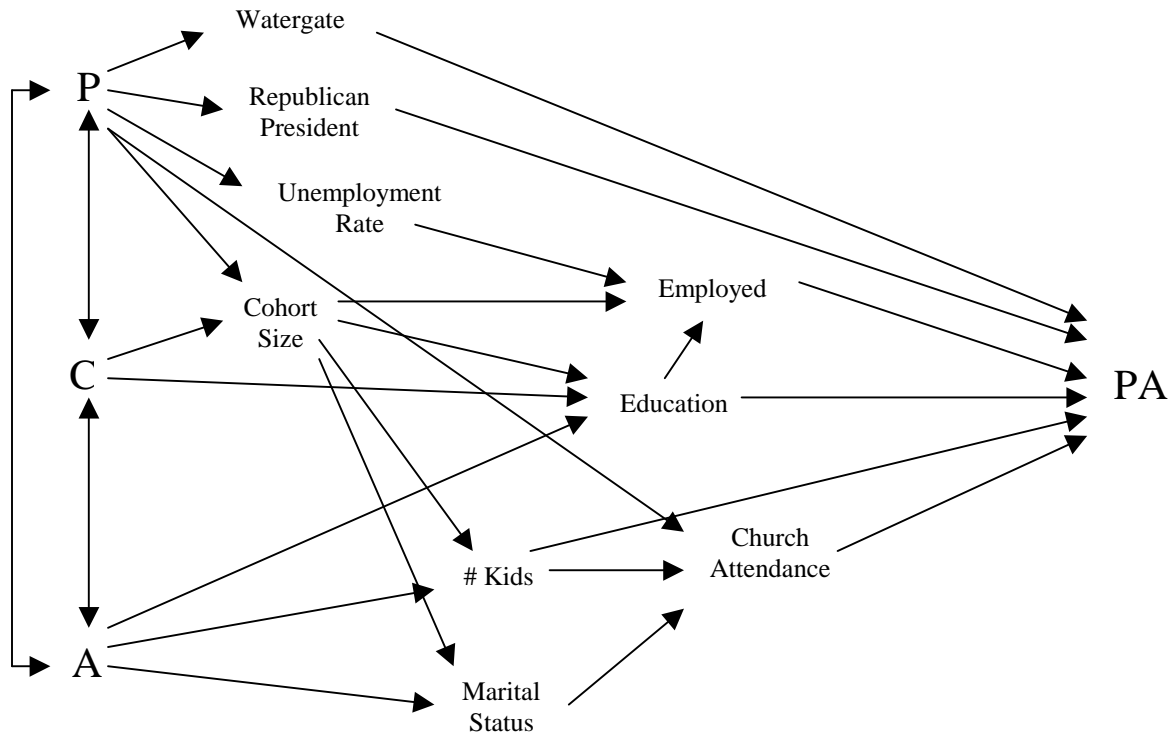 Watergate
P
Republican
President
Unemployment
Rate
Employed
Cohort
Size
C
PA
Education
Church
Attendance
# Kids
A
Marital
Status